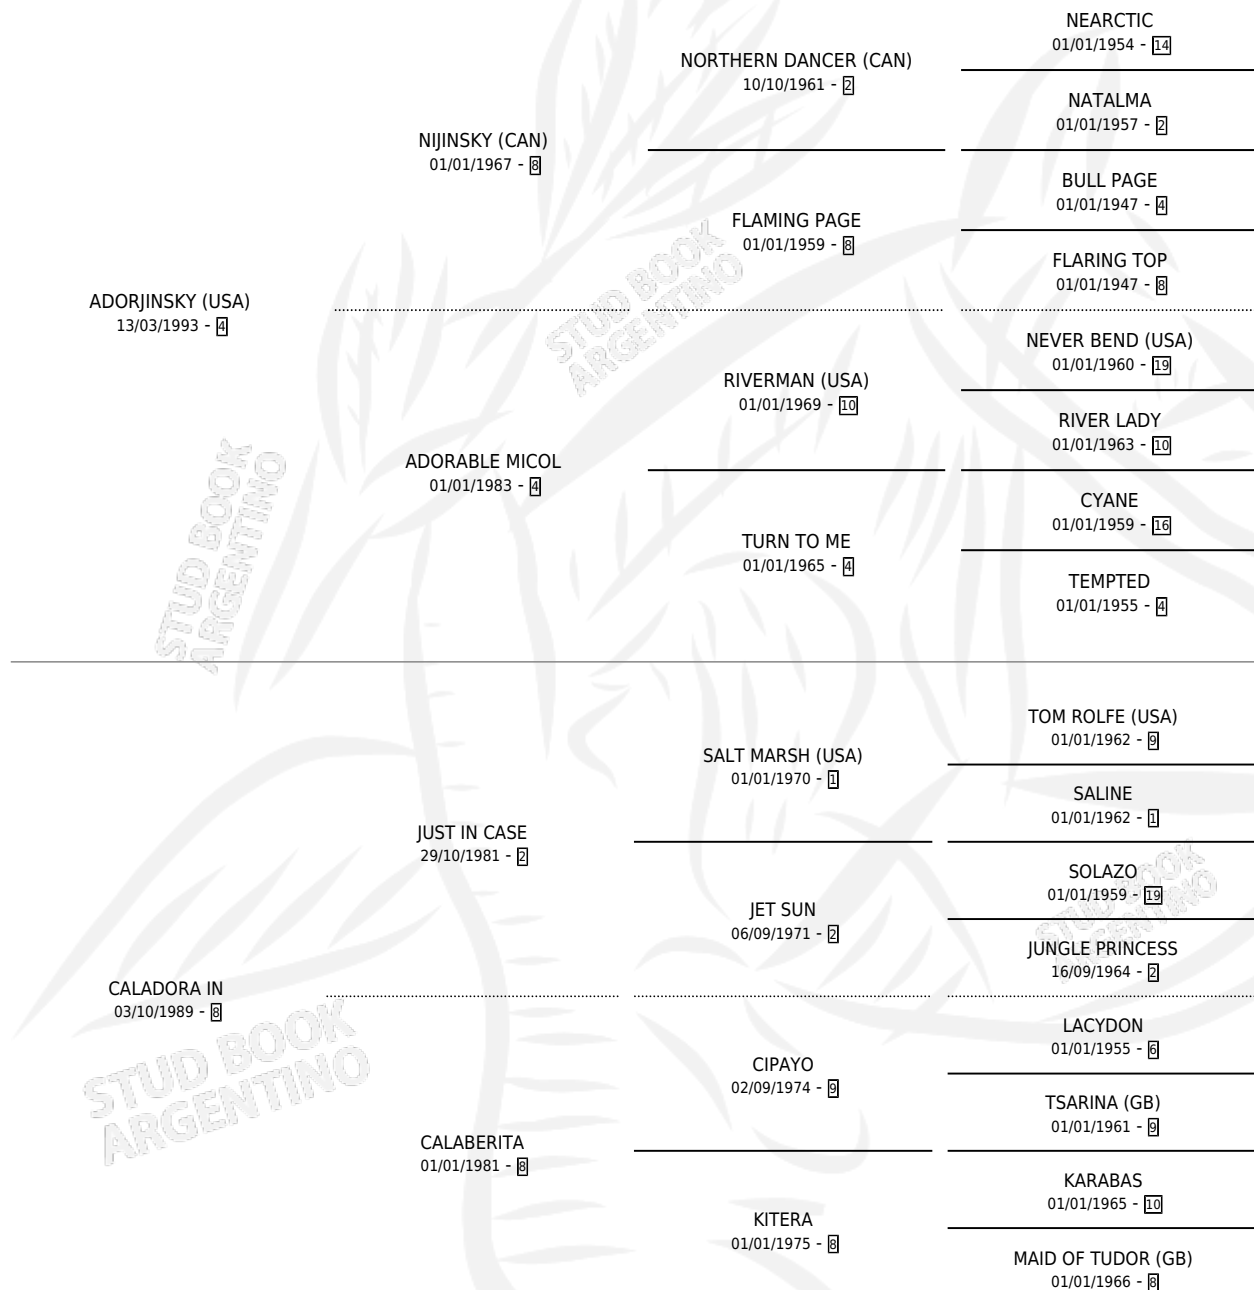 NEARCTIC
01/01/1954 - 14
NORTHERN DANCER (CAN)
10/10/1961 - 2
NATALMA
01/01/1957 - 2
NIJINSKY (CAN)
01/01/1967 - 8
BULL PAGE
01/01/1947 - 4
FLAMING PAGE
01/01/1959 - 8
FLARING TOP
01/01/1947 - 8
ADORJINSKY (USA)
13/03/1993 - 4
NEVER BEND (USA)
01/01/1960 - 19
RIVERMAN (USA)
01/01/1969 - 10
RIVER LADY
01/01/1963 - 10
ADORABLE MICOL
01/01/1983 - 4
CYANE
01/01/1959 - 16
TURN TO ME
01/01/1965 - 4
TEMPTED
01/01/1955 - 4
STUD BOOK
ARGENTINO
STUD BOOK
ARGENTINO
TOM ROLFE (USA)
01/01/1962 - 9
SALT MARSH (USA)
01/01/1970 - 1
SALINE
01/01/1962 - 1
JUST IN CASE
29/10/1981 - 2
SOLAZO
01/01/1959 - 19
JET SUN
06/09/1971 - 2
JUNGLE PRINCESS
16/09/1964 - 2
CALADORA IN
03/10/1989 - 8
LACYDON
01/01/1955 - 6
CIPAYO
02/09/1974 - 9
TSARINA (GB)
01/01/1961 - 9
CALABERITA
01/01/1981 - 8
KARABAS
01/01/1965 - 10
KITERA
01/01/1975 - 8
MAID OF TUDOR (GB)
01/01/1966 - 8
STUD BOOK
ARGENTINO
STUD BOOK
ARGENTINO